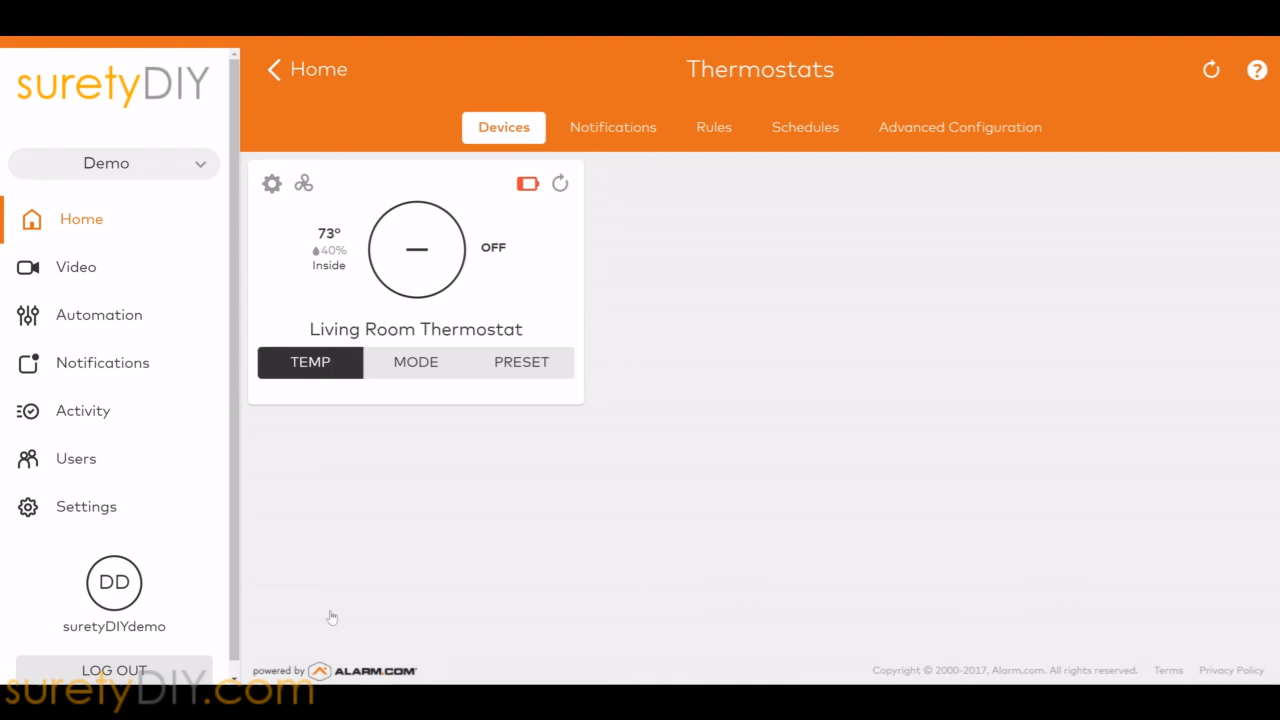 suretyDIY
Demo
Home
Video
Automation
Notifications
Activity
Users
Settings
DD
suretyDIYdemo
LOG OUT
suretyDIY.com
Home
Thermostats
?
Devices
Notifications
Rules
Schedules
Advanced Configuration
73°
40%
Inside
OFF
Living Room Thermostat
TEMP
MODE
PRESET
powered by ALARM.COM
Copyright © 2000-2017, Alarm.com. All rights reserved.
Terms
Privacy Policy